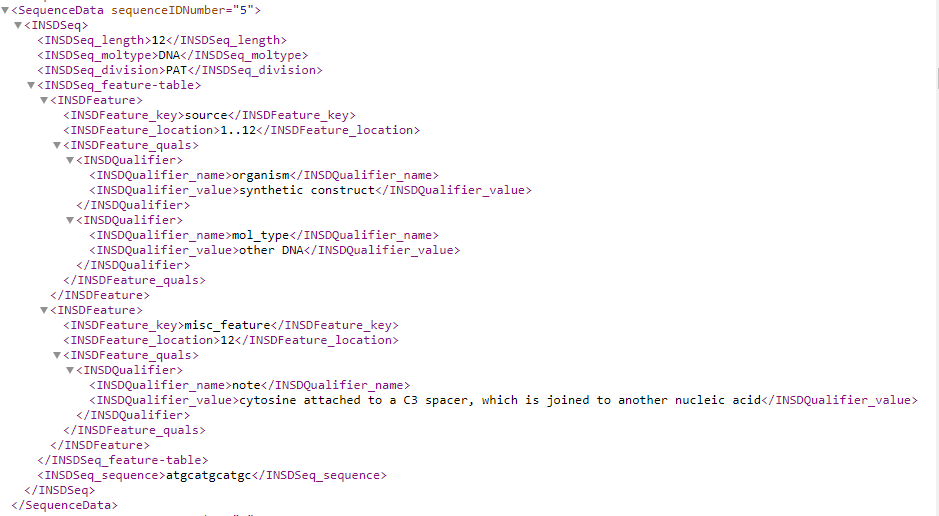 <SequenceData sequenceIDNumber="5">
<INSDSeq>
<INSDSeq_length>12</INSDSeq_length>
<INSDSeq_moltype>DNA</INSDSeq_moltype>
<INSDSeq_division>PAT</INSDSeq_division>
<INSDSeq_feature-table>
<INSDFeature>
<INSDFeature_key>source</INSDFeature_key>
<INSDFeature_location>1..12</INSDFeature_location>
<INSDFeature_quals>
<INSDQualifier>
<INSDQualifier_name>organism</INSDQualifier_name>
<INSDQualifier_value>synthetic construct</INSDQualifier_value>
</INSDQualifier>
<INSDQualifier>
<INSDQualifier_name>mol_type</INSDQualifier_name>
<INSDQualifier_value>other DNA</INSDQualifier_value>
</INSDQualifier>
</INSDFeature_quals>
</INSDFeature>
<INSDFeature>
<INSDFeature_key>misc_feature</INSDFeature_key>
<INSDFeature_location>12</INSDFeature_location>
<INSDFeature_quals>
<INSDQualifier>
<INSDQualifier_name>note</INSDQualifier_name>
<INSDQualifier_value>cytosine attached to a C3 spacer, which is joined to another nucleic acid</INSDQualifier_value>
</INSDQualifier>
</INSDFeature_quals>
</INSDFeature>
</INSDSeq_feature-table>
<INSDSeq_sequence>atgcatgcatgc</INSDSeq_sequence>
</INSDSeq>
</SequenceData>